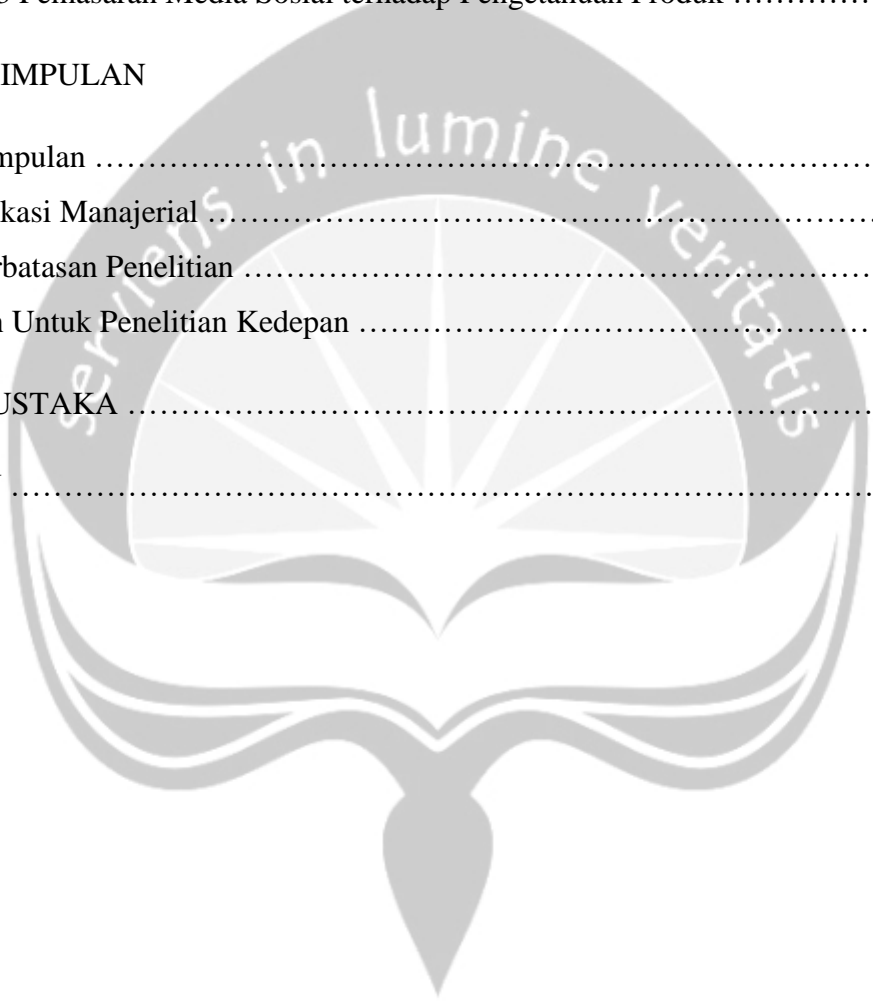 Pemasaran Media Sosial terhadap Pengetahuan Produk ……………
IMPULAN
mpulan ……………………………………………………………
kasi Manajerial ……………………………………………………
rbatasan Penelitian ………………………………………………
n Untuk Penelitian Kedepan ……………………………………
USTAKA …………………………………………………………
……………………………………………………………………
serviens in lumine veritatis